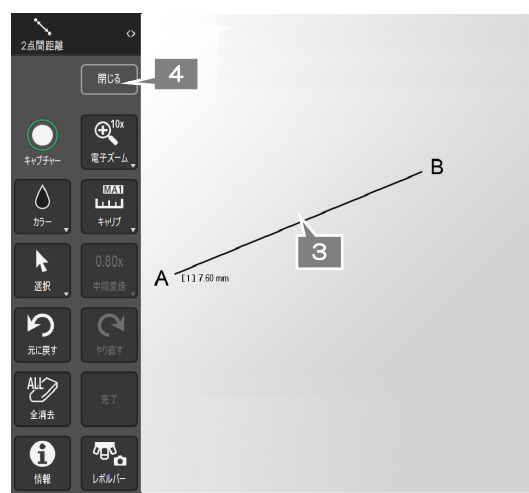 2点間距離
<>
閉じる
4
10x
キャプチャー
電子ズーム
MA1
カラー
キャリブ
0.80x
選択
中間変倍
元に戻す
やり直す
ALL
全消去
完了
情報
レボルバー
B
3
A
[1] 7.60 mm